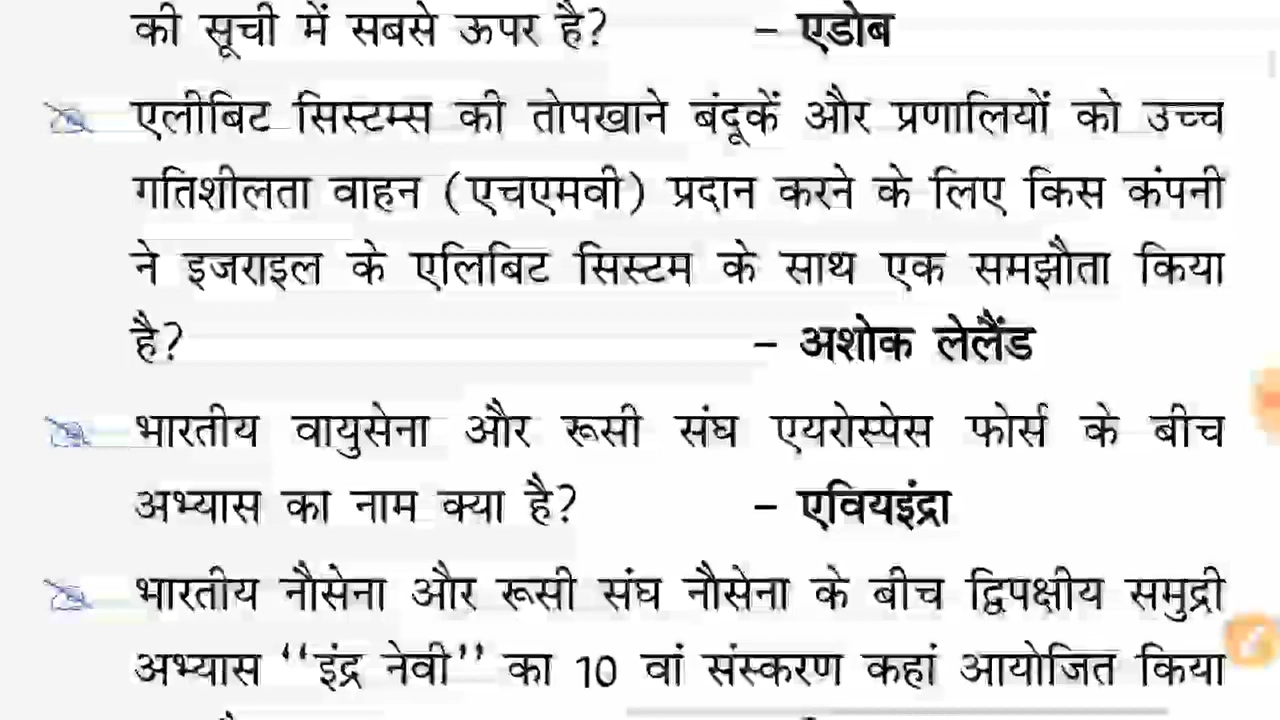 की सूची में सबसे ऊपर है? – एडोब
एलीबिट सिस्टम्स की तोपखाने बंदूकें और प्रणालियों को उच्च
गतिशीलता वाहन (एचएमवी) प्रदान करने के लिए किस कंपनी
ने इजराइल के एलिबिट सिस्टम के साथ एक समझौता किया
है? – अशोक लेलैंड
भारतीय वायुसेना और रूसी संघ एयरोस्पेस फोर्स के बीच
अभ्यास का नाम क्या है? – एवियइंद्रा
भारतीय नौसेना और रूसी संघ नौसेना के बीच द्विपक्षीय समुद्री
अभ्यास ‘‘इंद्र नेवी’’ का 10 वां संस्करण कहां आयोजित किया